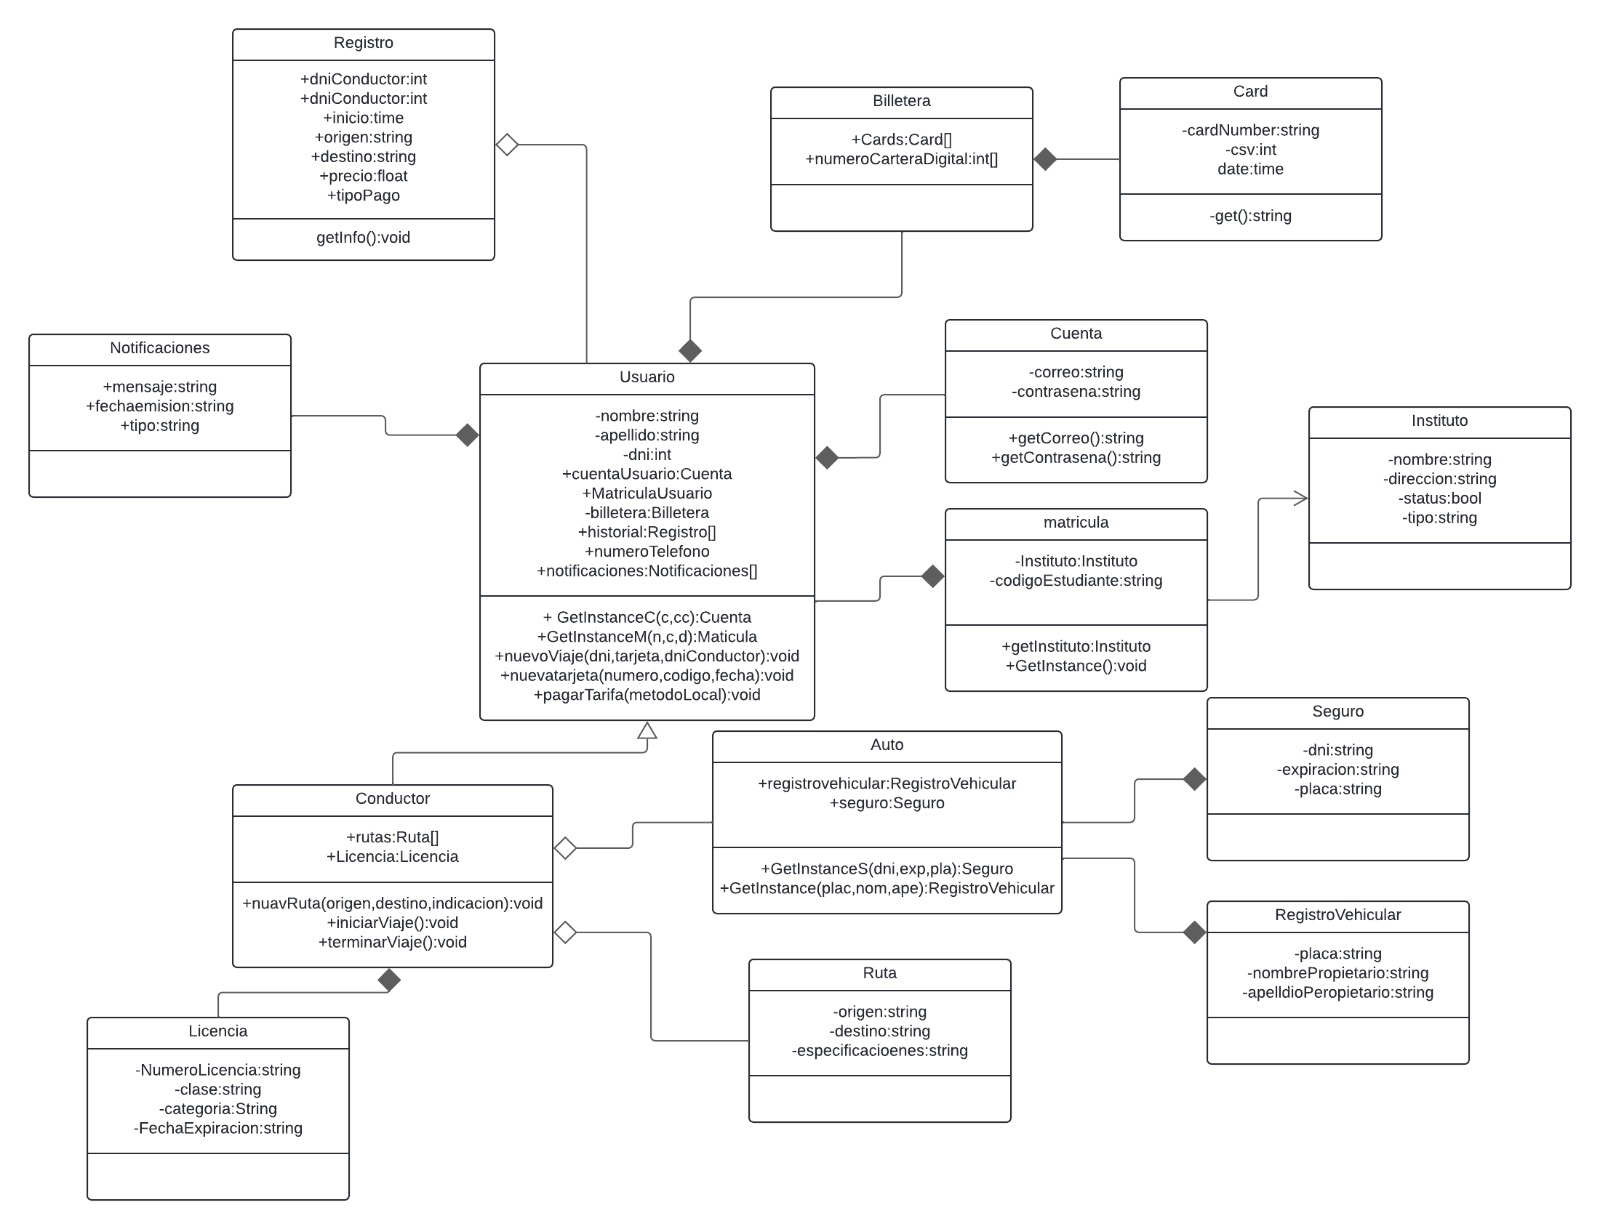 Registro
+dniConductor:int
+dniConductor:int
+inicio:time
+origen:string
+destino:string
+precio:float
+tipoPago
getInfo():void
Billetera
+Cards:Card[]
+numeroCarteraDigital:int[]
Card
-cardNumber:string
-csv:int
date:time
-get():string
Notificaciones
+mensaje:string
+fechaemision:string
+tipo:string
Usuario
-nombre:string
-apellido:string
-dni:int
+cuentaUsuario:Cuenta
+MatriculaUsuario
-billetera:Billetera
+historial:Registro[]
+numeroTelefono
+notificaciones:Notificaciones[]
+ GetInstanceC(c,cc):Cuenta
+GetInstanceM(n,c,d):Maticula
+nuevoViaje(dni,tarjeta,dniConductor):void
+nuevatarjeta(numero,codigo,fecha):void
+pagarTarifa(metodoLocal):void
Cuenta
-correo:string
-contrasena:string
+getCorreo():string
+getContrasena():string
Instituto
-nombre:string
-direccion:string
-status:bool
-tipo:string
matricula
-Instituto:Instituto
-codigoEstudiante:string
+getInstituto:Instituto
+GetInstance():void
Seguro
-dni:string
-expiracion:string
-placa:string
Auto
+registrovehicular:RegistroVehicular
+seguro:Seguro
+GetInstanceS(dni,exp,pla):Seguro
+GetInstance(plac,nom,ape):RegistroVehicular
Conductor
+rutas:Ruta[]
+Licencia:Licencia
+nuavRuta(origen,destino,indicacion):void
+iniciarViaje():void
+terminarViaje():void
RegistroVehicular
-placa:string
-nombrePropietario:string
-apelldioPeropietario:string
Ruta
-origen:string
-destino:string
-especificacioenes:string
Licencia
-NumeroLicencia:string
-clase:string
-categoria:String
-FechaExpiracion:string